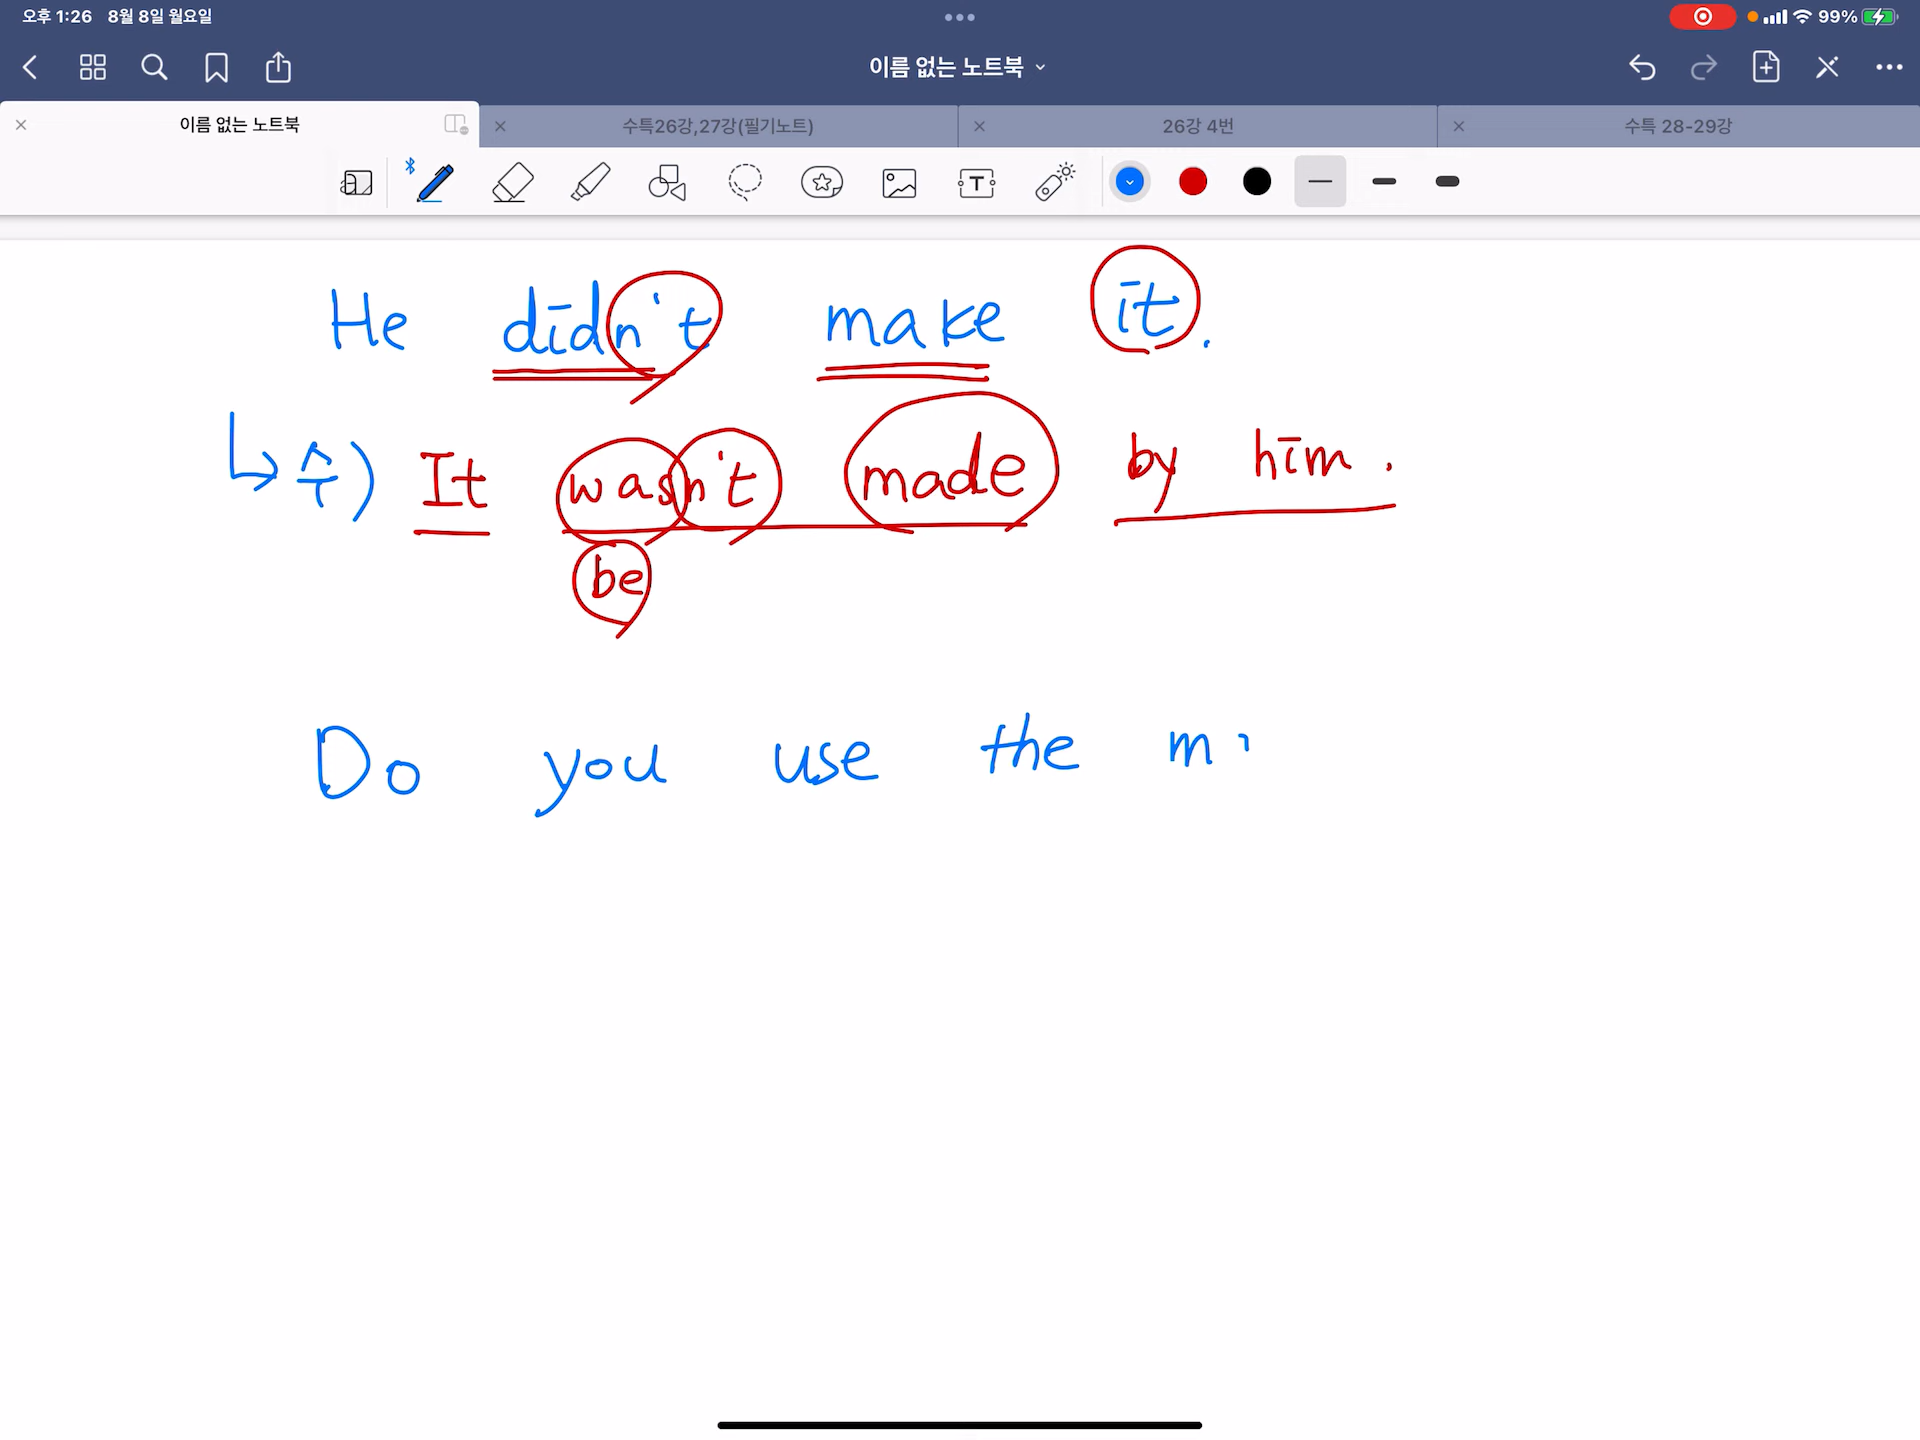 오후 1:26 8월 8일 월요일 99%
이름 없는 노트북
이름 없는 노트북 수특26강,27강(필기노트) 26강 4번 수특 28-29강
He didn't make it.
수) It wasn't made by him.
be
Do you use the m